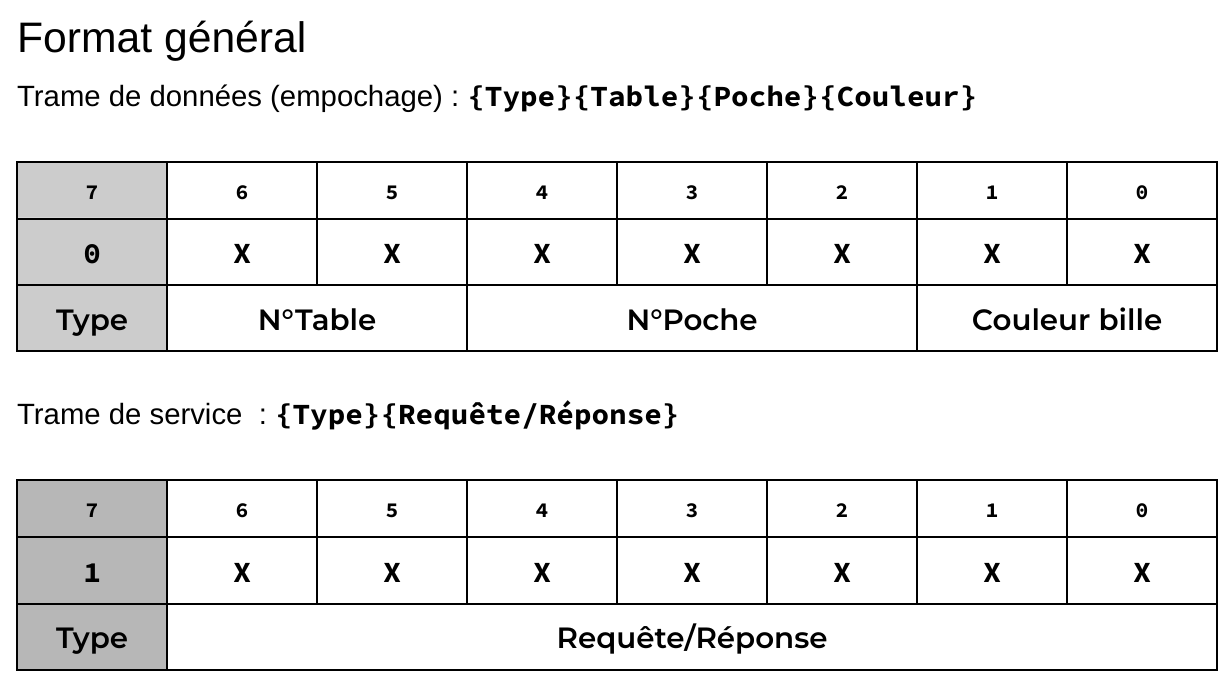 Format général
Trame de données (empochage) : {Type}{Table}{Poche}{Couleur}
7 6 5 4 3 2 1 0
0 X X X X X X X
Type N°Table N°Poche Couleur bille
Trame de service : {Type}{Requête/Réponse}
7 6 5 4 3 2 1 0
1 X X X X X X X
Type Requête/Réponse